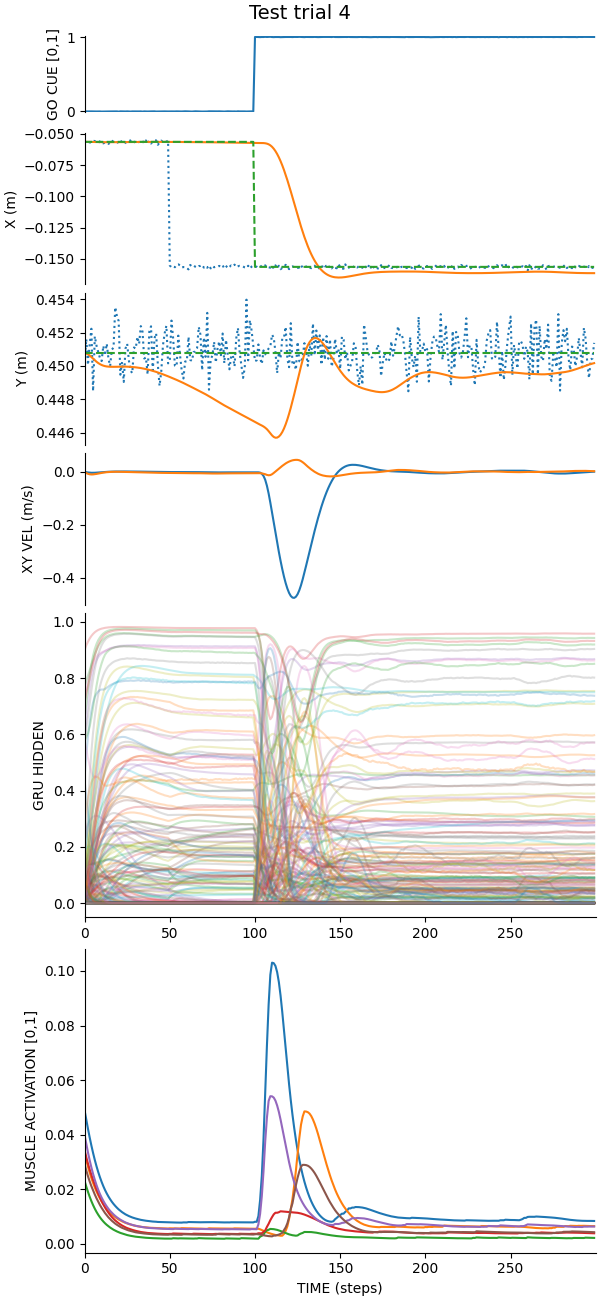 Test trial 4
GO CUE [0,1]
1
0
X (m)
−0.050
−0.075
−0.100
−0.125
−0.150
Y (m)
0.454
0.452
0.450
0.448
0.446
XY VEL (m/s)
0.0
−0.2
−0.4
GRU HIDDEN
1.0
0.8
0.6
0.4
0.2
0.0
0 50 100 150 200 250
MUSCLE ACTIVATION [0,1]
0.10
0.08
0.06
0.04
0.02
0.00
0 50 100 150 200 250
TIME (steps)